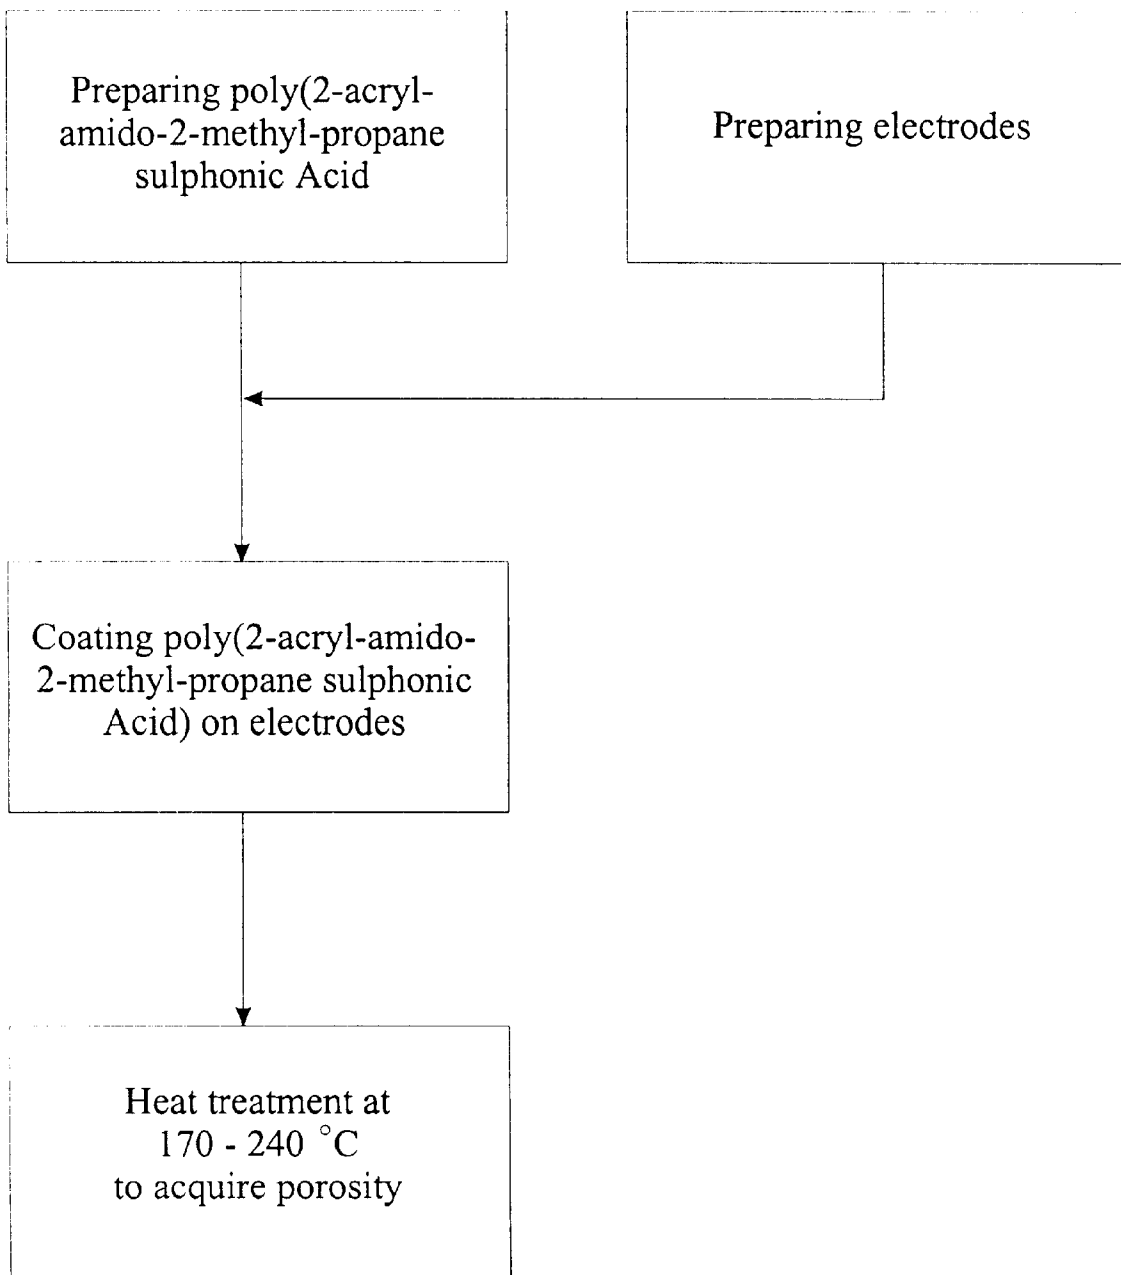 Preparing poly(2-acryl-
amido-2-methyl-propane
sulphonic Acid
Preparing electrodes
Coating poly(2-acryl-amido-
2-methyl-propane sulphonic
Acid) on electrodes
Heat treatment at
170 - 240 °C
to acquire porosity